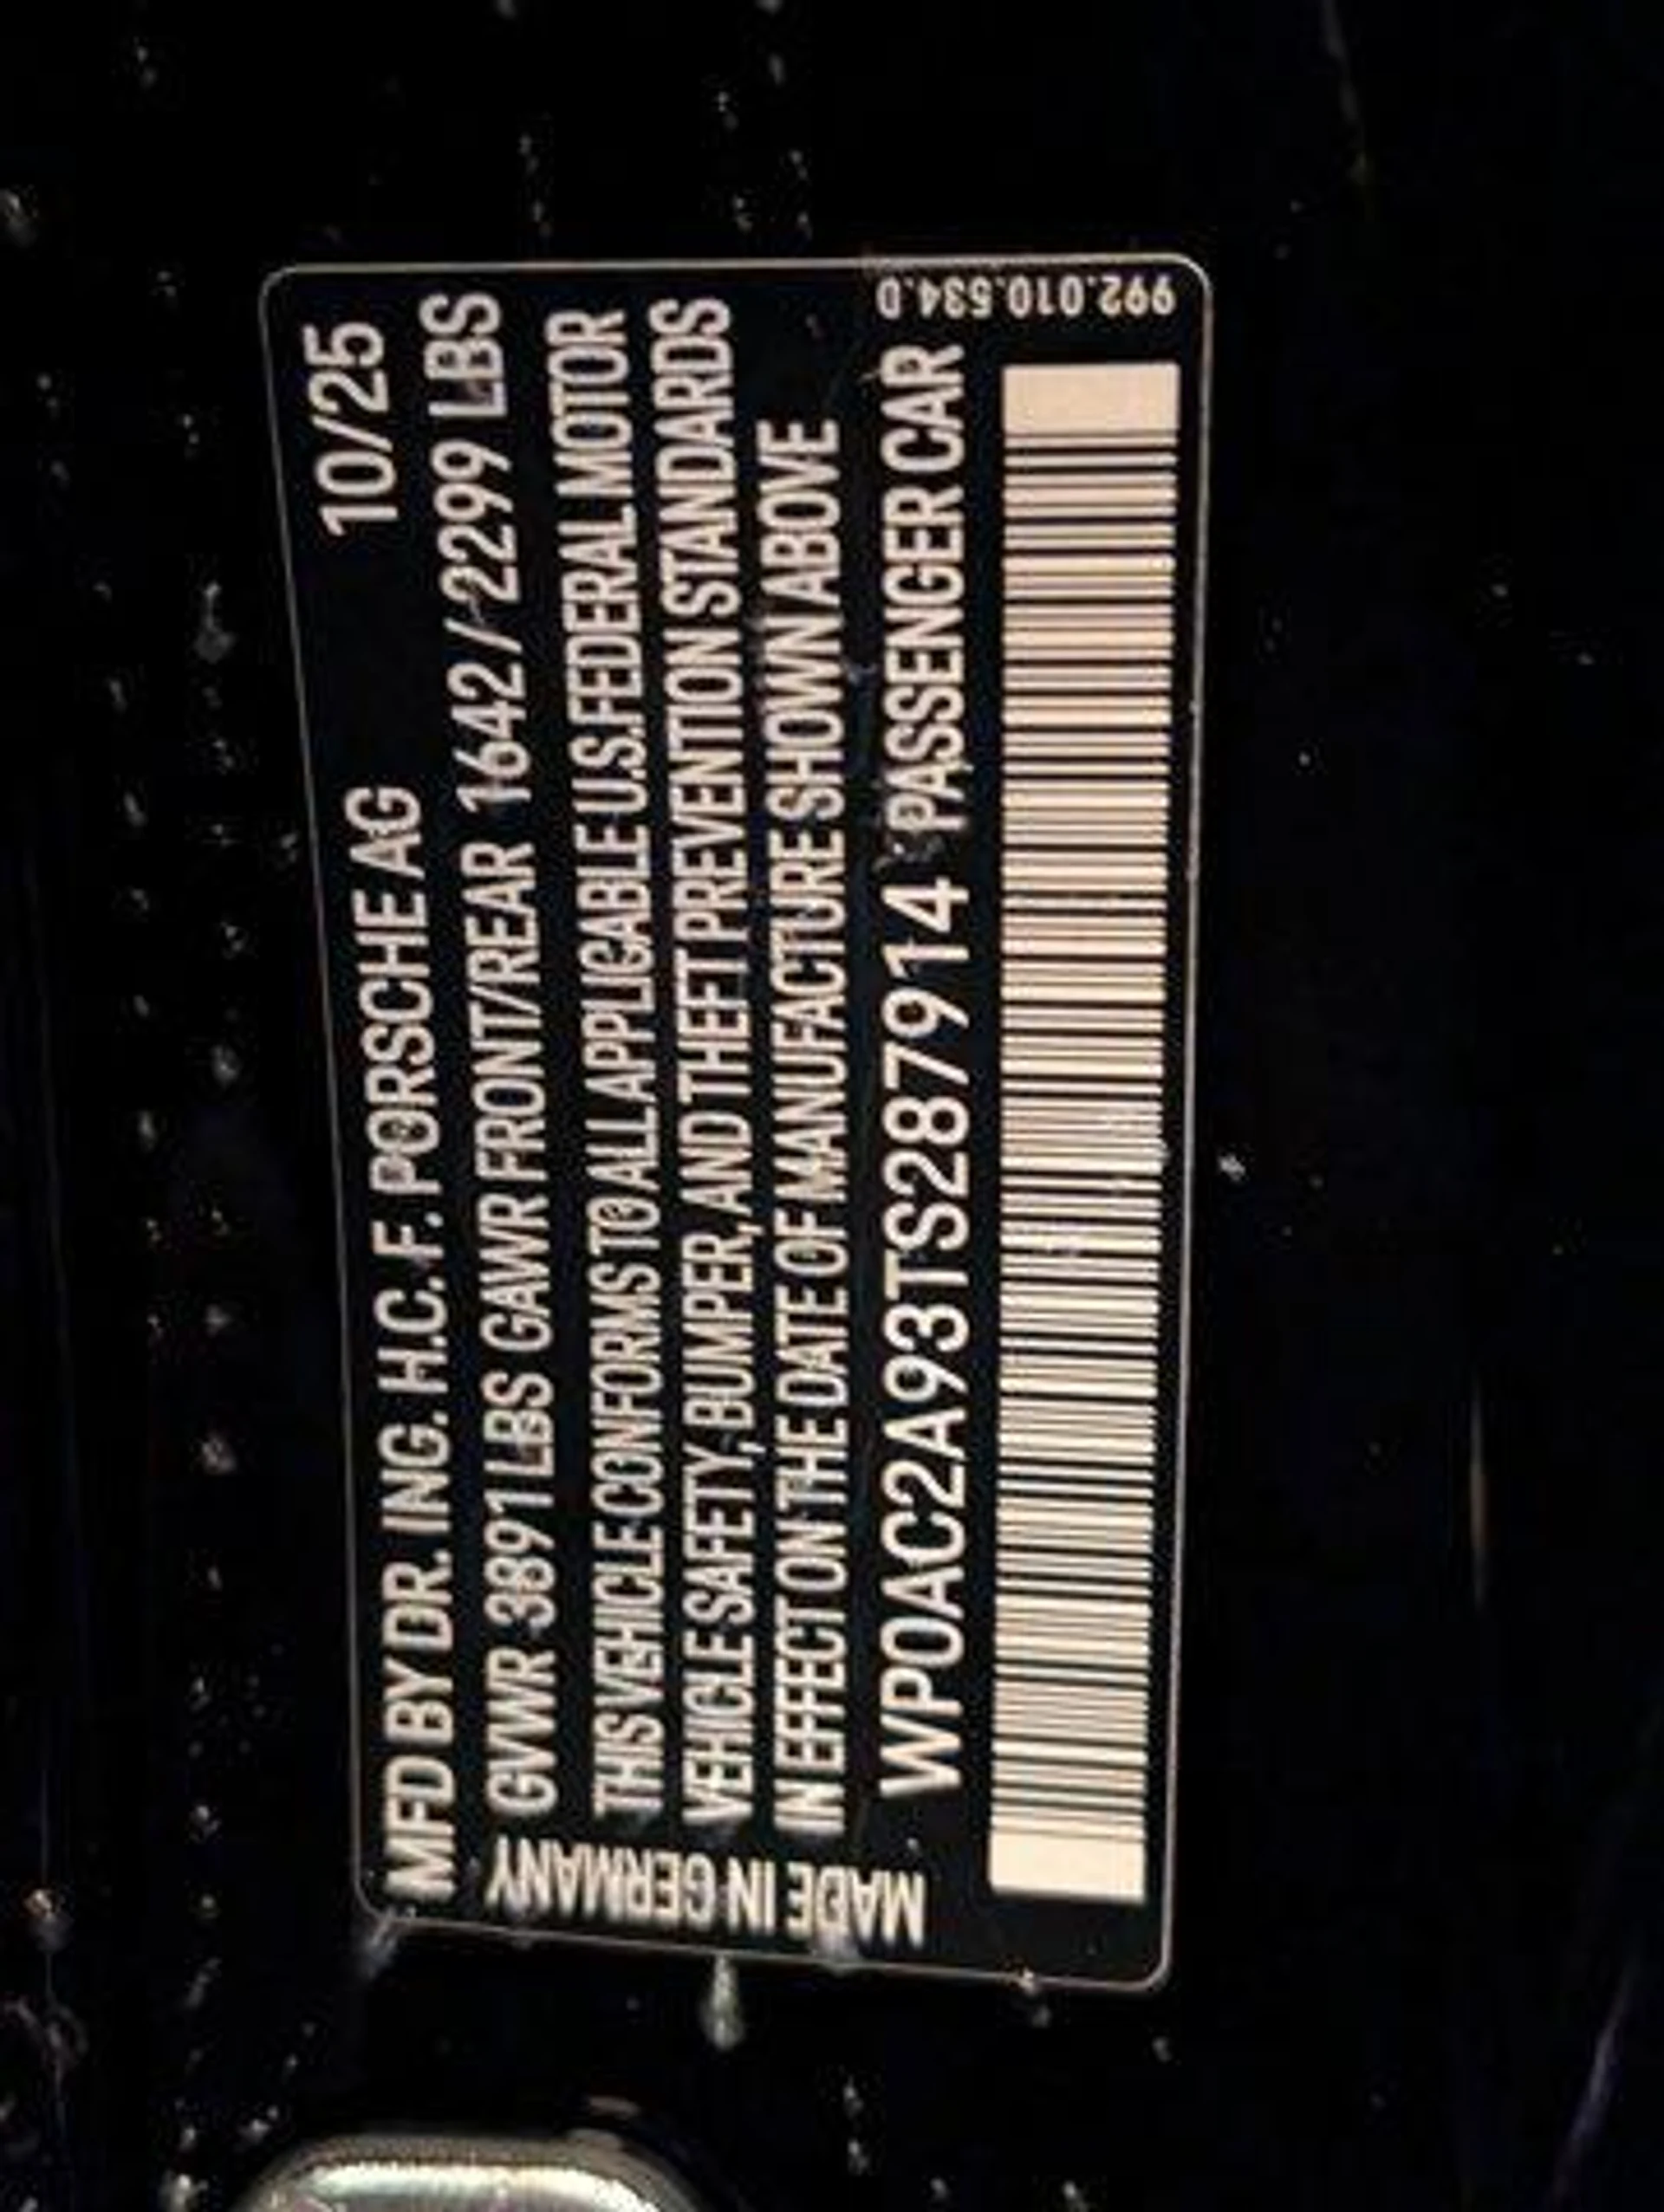 MFD BY DR. ING. H.C. F. PORSCHE AG 10/25
GVWR 3891 LBS GAWR FRONT/REAR 1642 / 2299 LBS
THIS VEHICLE CONFORMS TO ALL APPLICABLE U.S.FEDERAL MOTOR
VEHICLE SAFETY, BUMPER, AND THEFT PREVENTION STANDARDS
IN EFFECT ON THE DATE OF MANUFACTURE SHOWN ABOVE
WP0AC2A93TS287914 PASSENGER CAR
MADE IN GERMANY
992.010.534.D